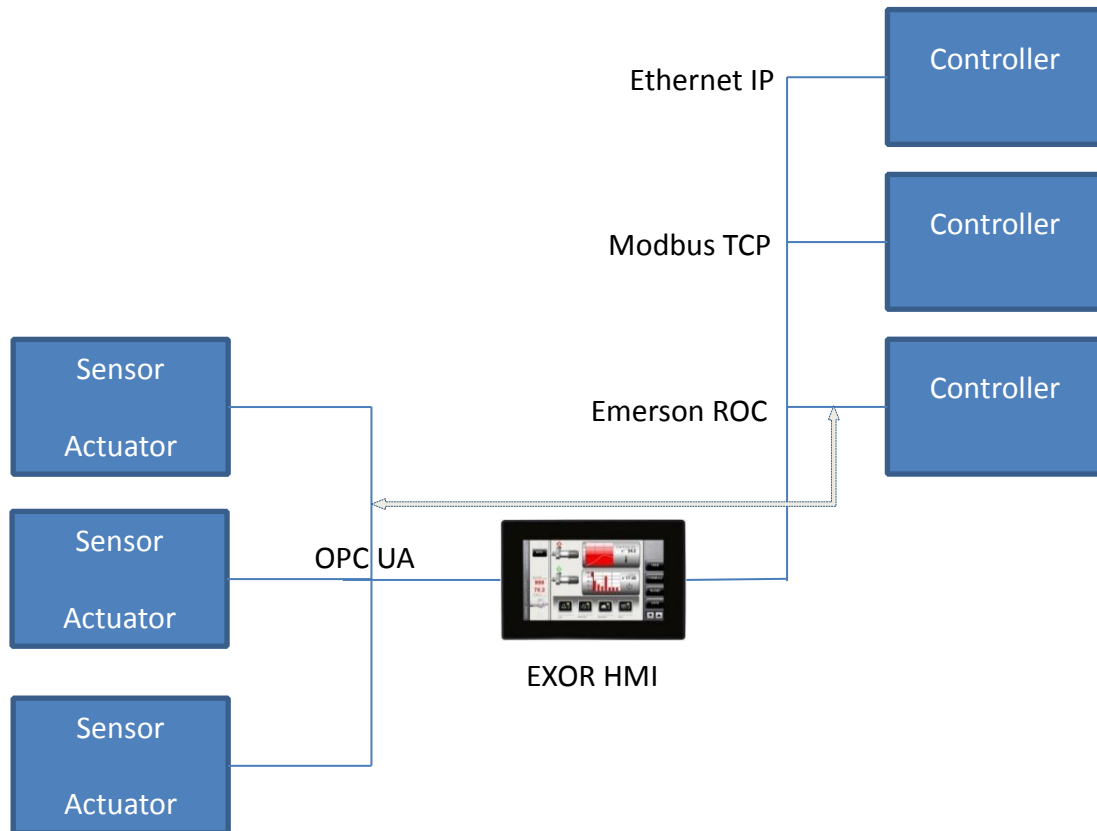 Ethernet IP
Controller
Modbus TCP
Controller
Emerson ROC
Controller
Sensor
Actuator
Sensor
Actuator
Sensor
Actuator
OPC UA
EXOR HMI